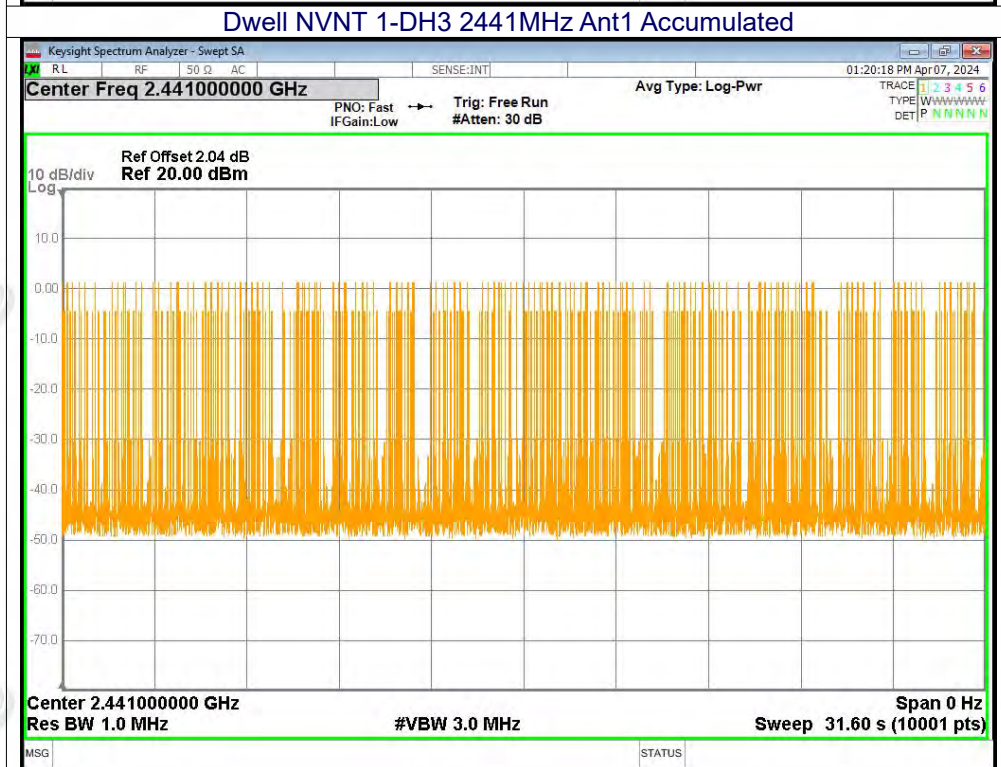 Dwell NVNT 1-DH3 2441MHz Ant1 Accumulated
Keysight Spectrum Analyzer - Swept SA
LXI RL RF 50 Ω AC SENSE:INT 01:20:18 PM Apr 07, 2024
Center Freq 2.441000000 GHz
PNO: Fast
IFGain:Low
Trig: Free Run
#Atten: 30 dB
Avg Type: Log-Pwr
TRACE 1 2 3 4 5 6
TYPE WWWWWW
DET P N N N N N
Ref Offset 2.04 dB
10 dB/div Ref 20.00 dBm
Log
10.0
0.00
-10.0
-20.0
-30.0
-40.0
-50.0
-60.0
-70.0
Center 2.441000000 GHz Span 0 Hz
Res BW 1.0 MHz #VBW 3.0 MHz Sweep 31.60 s (10001 pts)
MSG STATUS